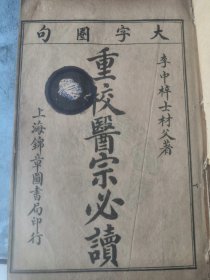 大字圈句
李中梓士材父著
重校醫宗必讀
上海錦章圖書局印行